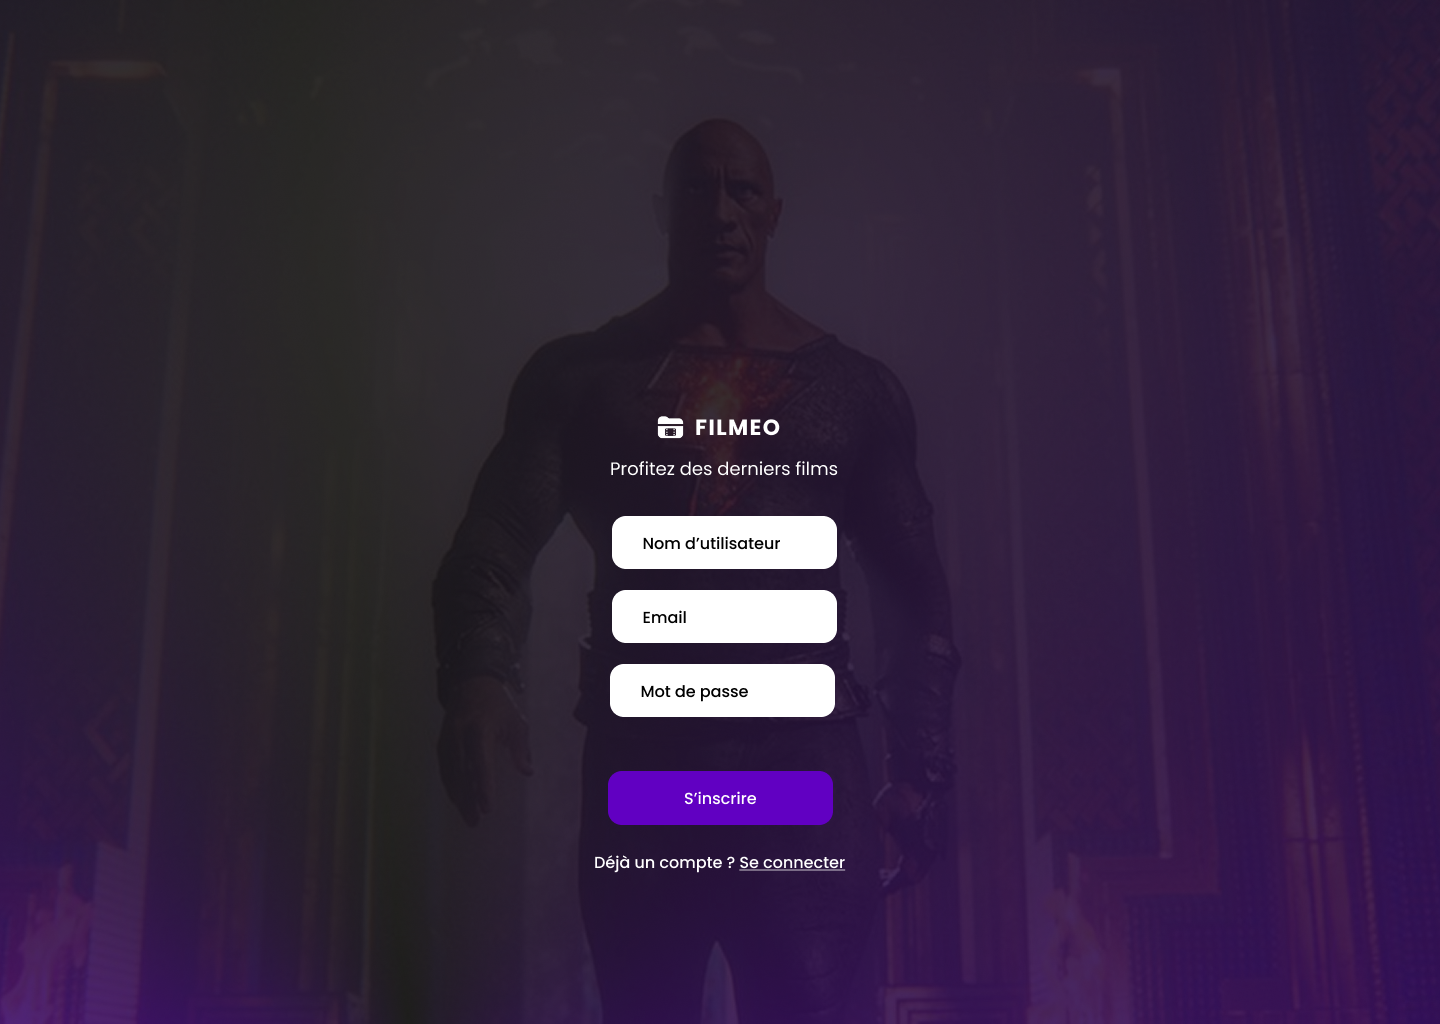 FILMEO
Profitez des derniers films
Nom d’utilisateur
Email
Mot de passe
S’inscrire
Déjà un compte ? Se connecter